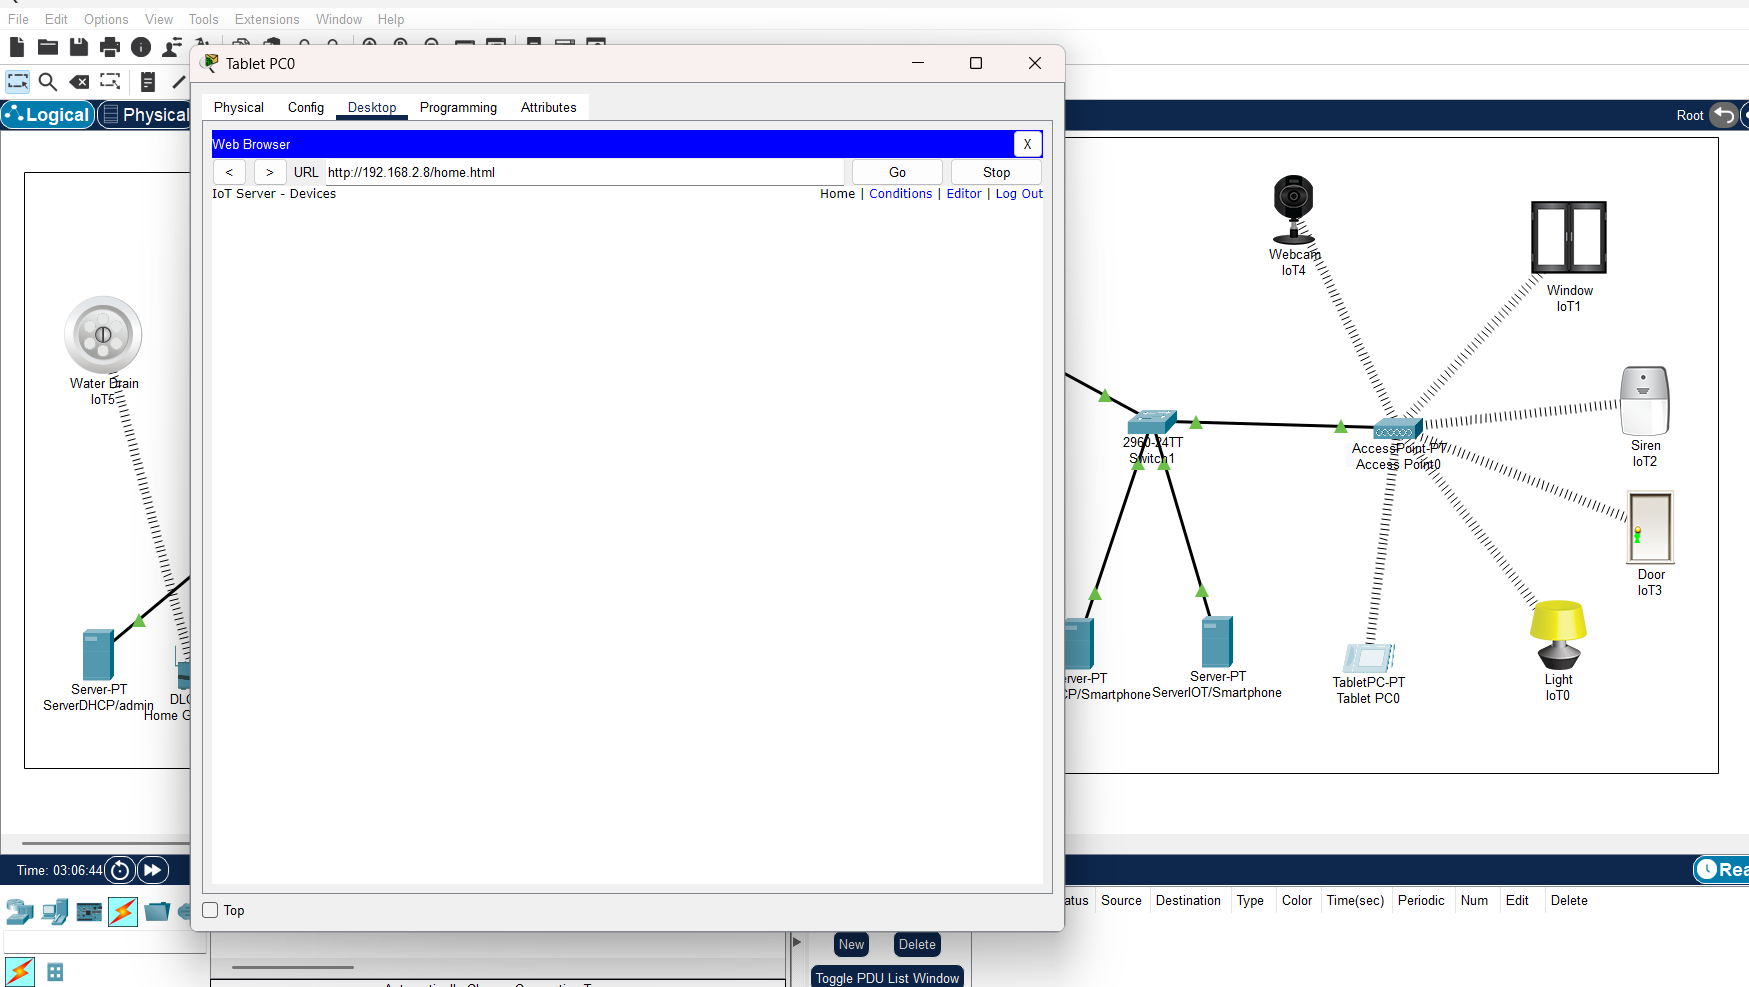 File Edit Options View Tools Extensions Window Help
Tablet PC0
Physical Config Desktop Programming Attributes
Web Browser X
< > URL http://192.168.2.8/home.html Go Stop
IoT Server - Devices Home | Conditions | Editor | Log Out
Logical Physical
Root
Webcam
IoT4
Window
IoT1
Water Drain
IoT5
2960-24TT
Switch1
AccessPoint-PT
Access Point0
Siren
IoT2
Door
IoT3
Server-PT
ServerDHCP/admin
DLC
Home G
erver-PT
CP/Smartphone
Server-PT
ServerIOT/Smartphone
TabletPC-PT
Tablet PC0
Light
IoT0
Time: 03:06:44
Rea
Top
atus Source Destination Type Color Time(sec) Periodic Num Edit Delete
New Delete
Toggle PDU List Window